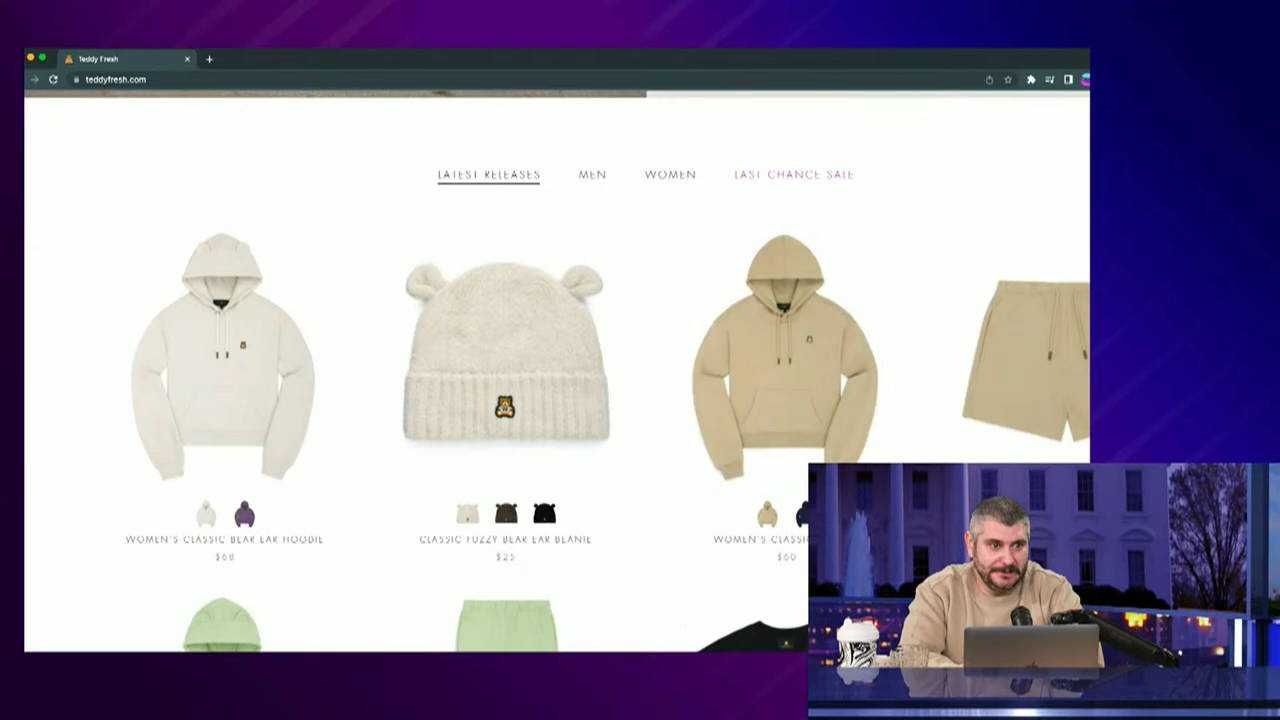 Teddy Fresh
teddyfresh.com
LATEST RELEASES MEN WOMEN LAST CHANCE SALE
WOMEN'S CLASSIC BEAR EAR HOODIE
$68
CLASSIC FUZZY BEAR EAR BEANIE
$25
WOMEN'S CLASSIC
$60